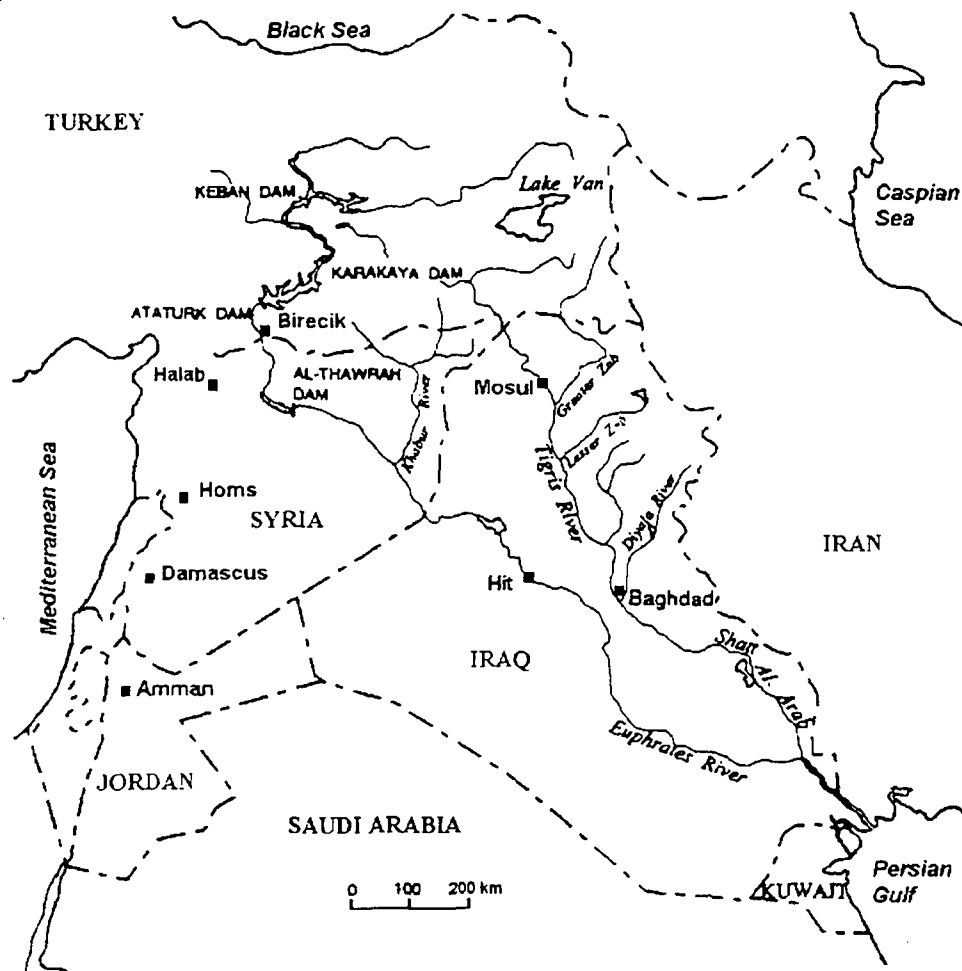 Black Sea
TURKEY
KEBAN DAM
Lake Van
Caspian
Sea
KARAKAYA DAM
ATATURK DAM
Birecik
Halab
AL-THAWRAH
DAM
Mosul
Khabur
River
Greater Zab
Lesser Zab
Tigris River
Diyala River
Mediterranean Sea
Homs
SYRIA
IRAN
Damascus
Hit
Baghdad
IRAQ
Shatt
Al-Arab
Amman
Euphrates River
JORDAN
SAUDI ARABIA
0 100 200 km
KUWAIT
Persian
Gulf